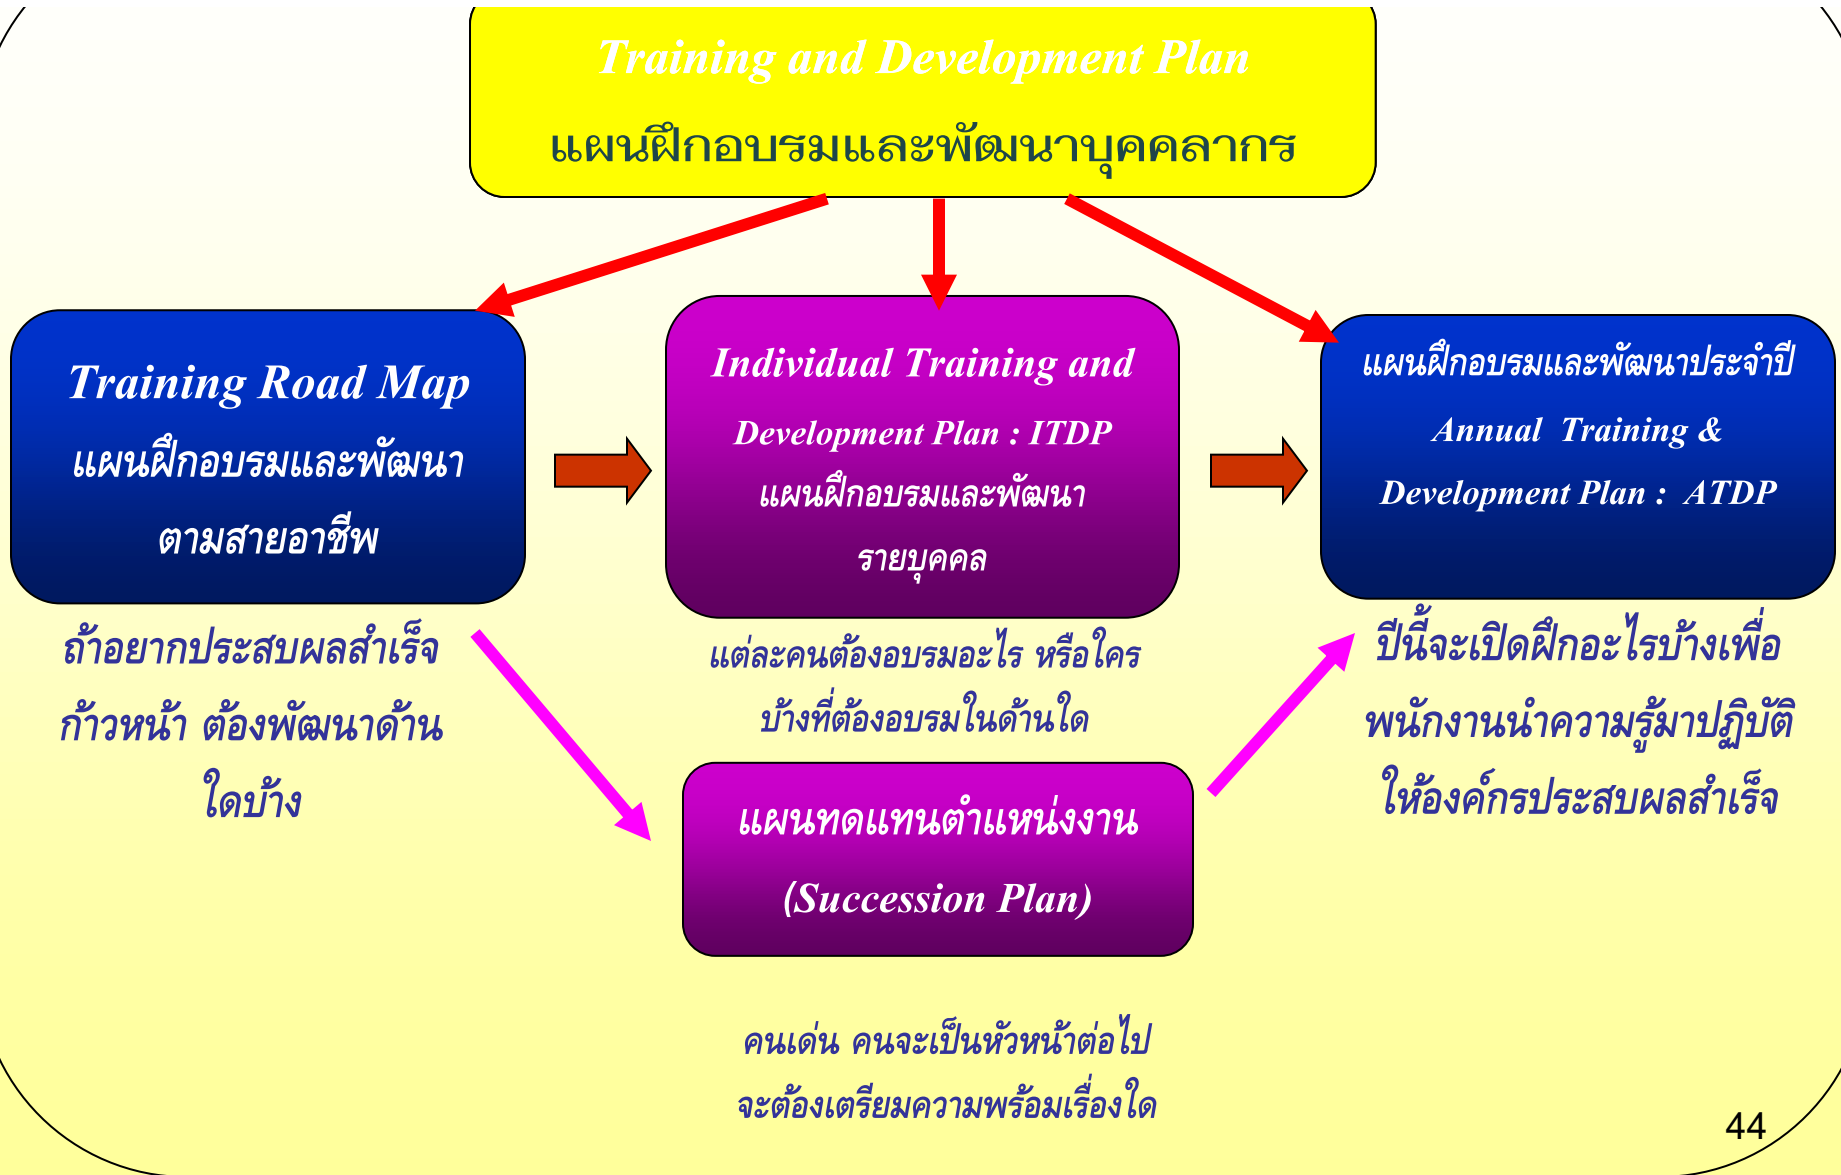 Training and Development Plan
แผนฝึกอบรมและพัฒนาบุคคลากร
Training Road Map
แผนฝึกอบรมและพัฒนา
ตามสายอาชีพ
ถ้าอยากประสบผลสำเร็จ
ก้าวหน้า ต้องพัฒนาด้าน
ใดบ้าง
Individual Training and
Development Plan : ITDP
แผนฝึกอบรมและพัฒนา
รายบุคคล
แต่ละคนต้องอบรมอะไร หรือใคร
บ้างที่ต้องอบรมในด้านใด
แผนฝึกอบรมและพัฒนาประจำปี
Annual Training &
Development Plan : ATDP
ปีนี้จะเปิดฝึกอะไรบ้างเพื่อ
พนักงานนำความรู้มาปฏิบัติ
ให้องค์กรประสบผลสำเร็จ
แผนทดแทนตำแหน่งงาน
(Succession Plan)
คนเด่น คนจะเป็นหัวหน้าต่อไป
จะต้องเตรียมความพร้อมเรื่องใด
44